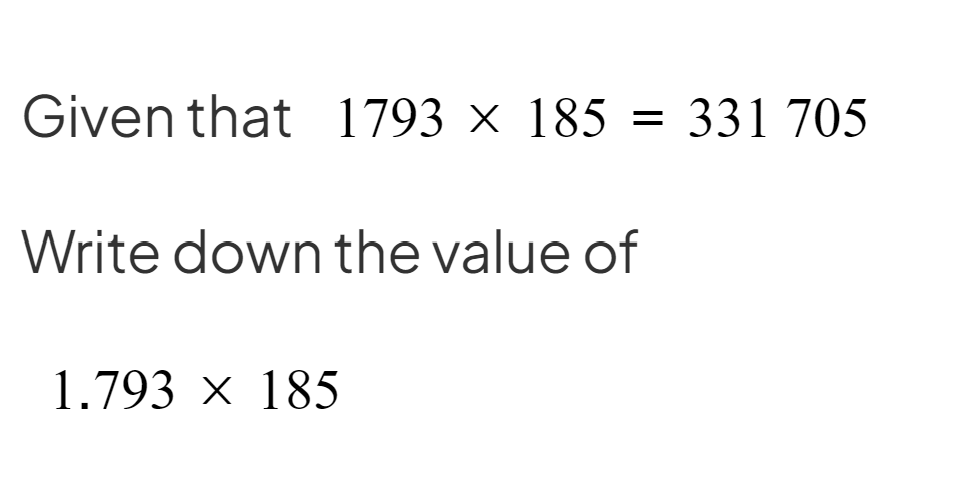 Given that 1793 × 185 = 331 705
Write down the value of
1.793 × 185